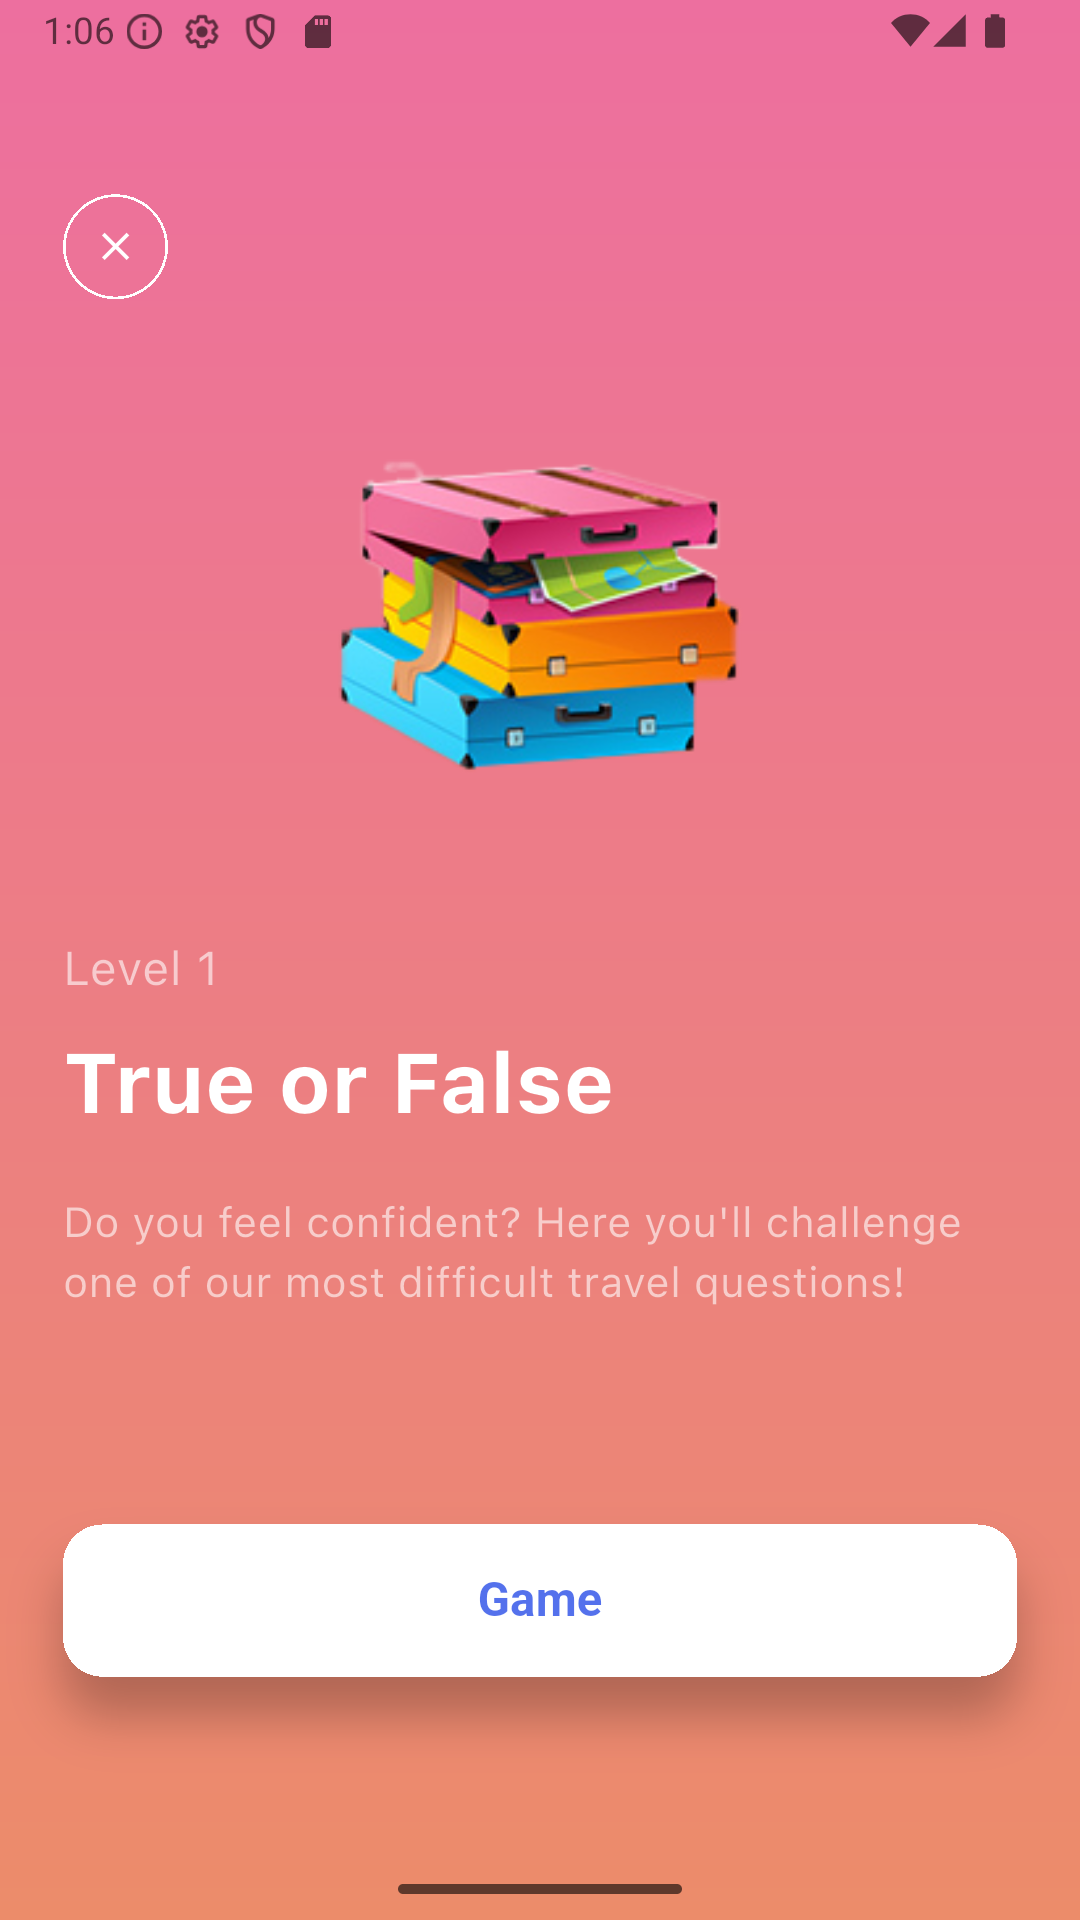 1:06
Level 1
True or False
Do you feel confident? Here you'll challenge
one of our most difficult travel questions!
Game